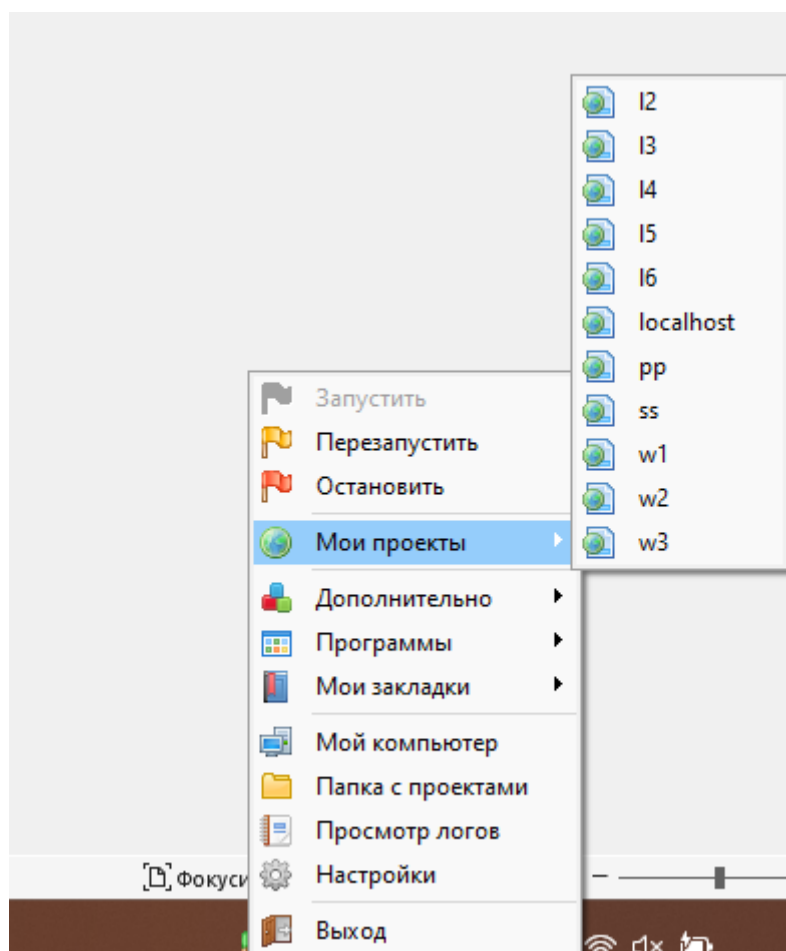 l2
l3
l4
l5
l6
localhost
pp
ss
w1
w2
w3
Запустить
Перезапустить
Остановить
Мои проекты
Дополнительно
Программы
Мои закладки
Мой компьютер
Папка с проектами
Просмотр логов
Настройки
Выход
Фокуси